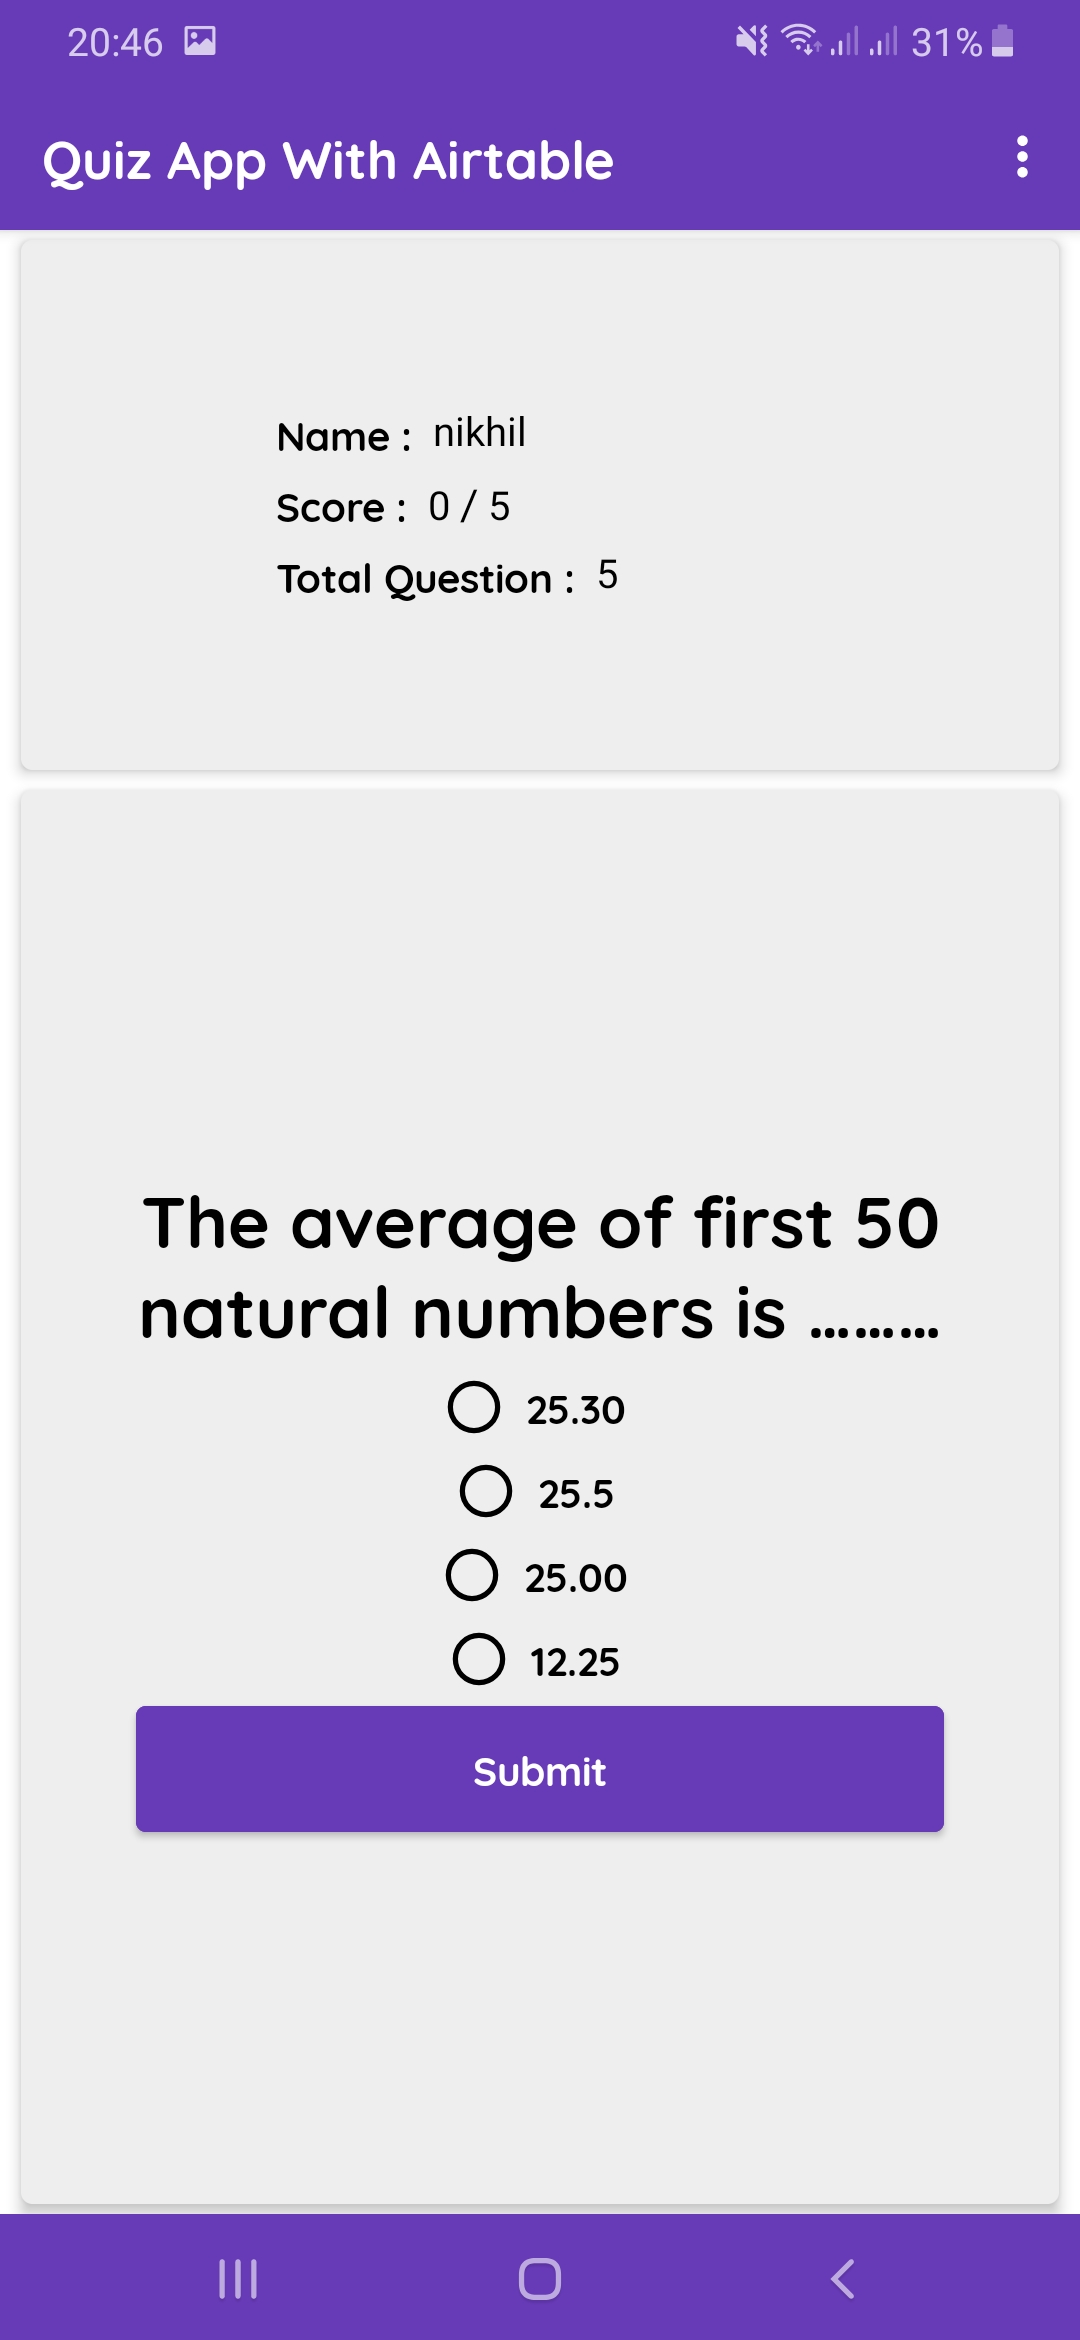 20:46 31%
Quiz App With Airtable
Name : nikhil
Score : 0 / 5
Total Question : 5
The average of first 50
natural numbers is .........
25.30
25.5
25.00
12.25
Submit